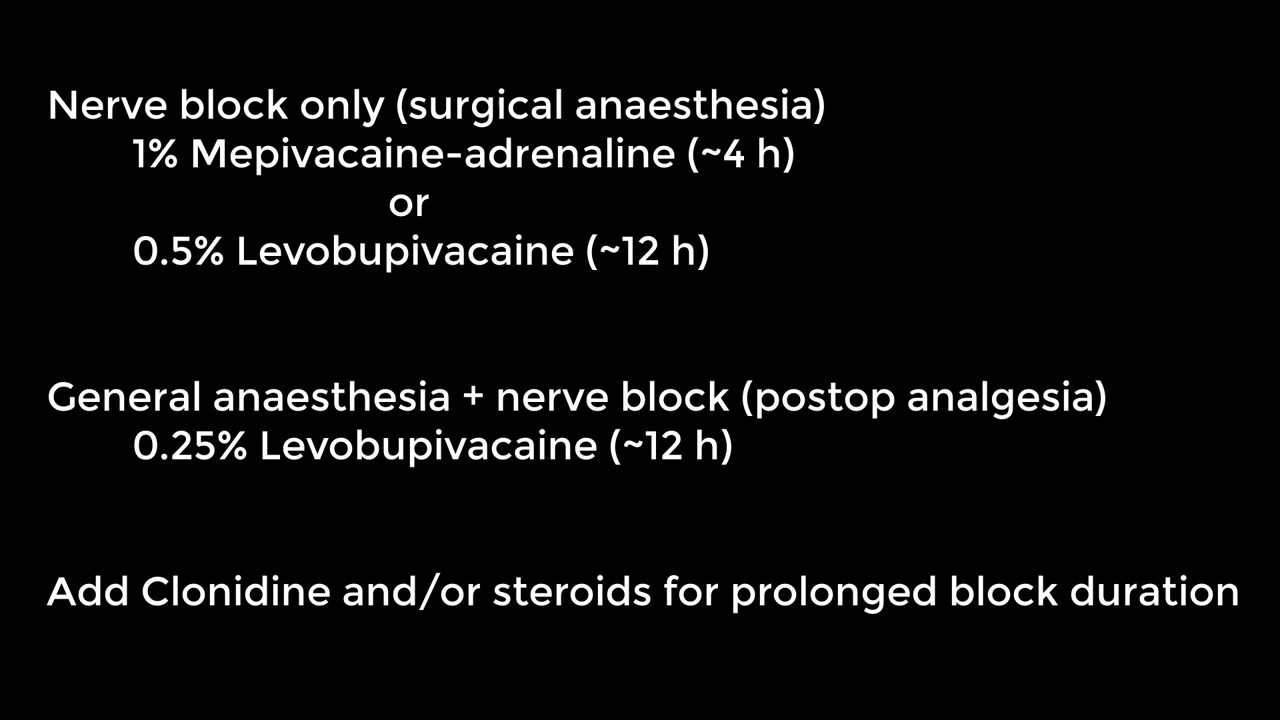 Nerve block only (surgical anaesthesia)
1% Mepivacaine-adrenaline (~4 h)
or
0.5% Levobupivacaine (~12 h)
General anaesthesia + nerve block (postop analgesia)
0.25% Levobupivacaine (~12 h)
Add Clonidine and/or steroids for prolonged block duration